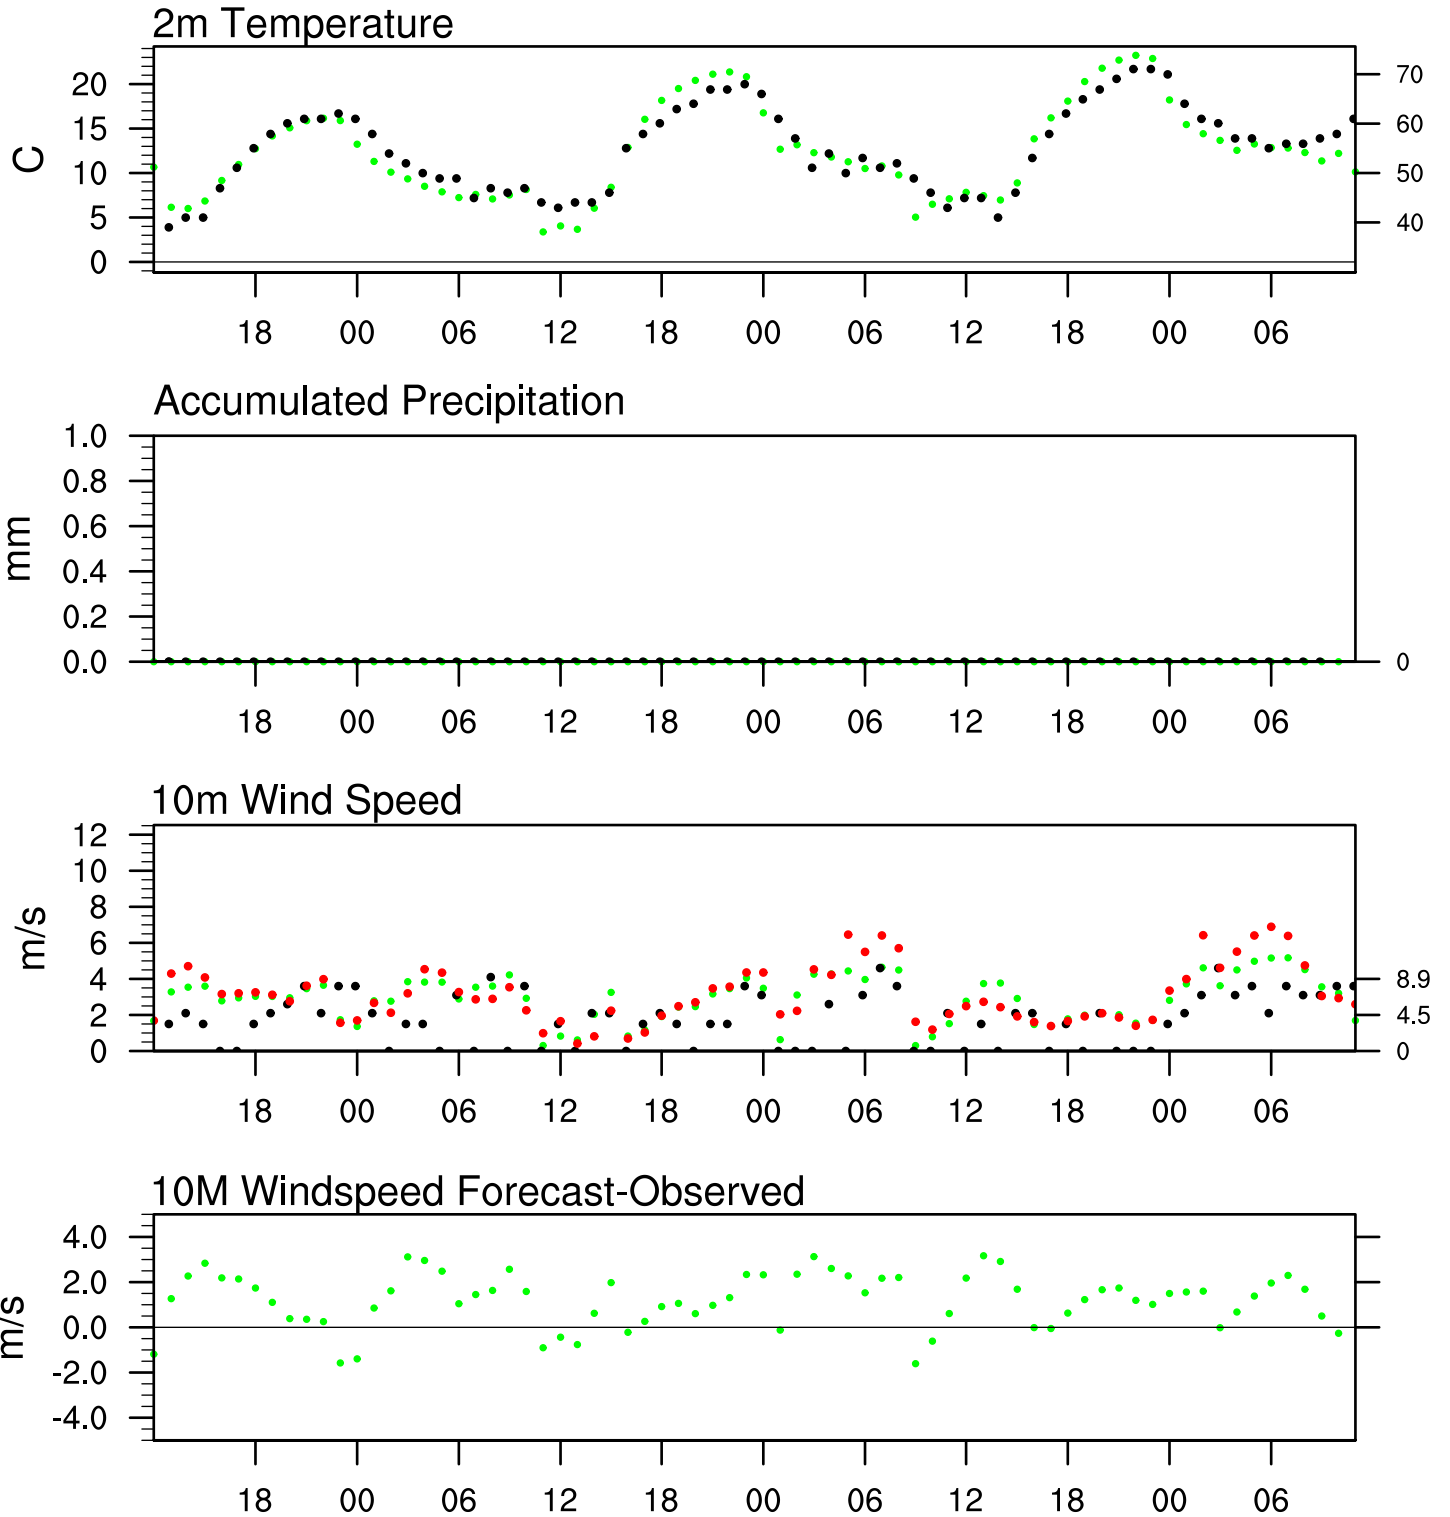 2m Temperature
20
15
10
5
0
C
70
60
50
40
18 00 06 12 18 00 06 12 18 00 06
Accumulated Precipitation
1.0
0.8
0.6
0.4
0.2
0.0
mm
0
18 00 06 12 18 00 06 12 18 00 06
10m Wind Speed
12
10
8
6
4
2
0
m/s
8.9
4.5
0
18 00 06 12 18 00 06 12 18 00 06
10M Windspeed Forecast-Observed
4.0
2.0
0.0
-2.0
-4.0
m/s
18 00 06 12 18 00 06 12 18 00 06